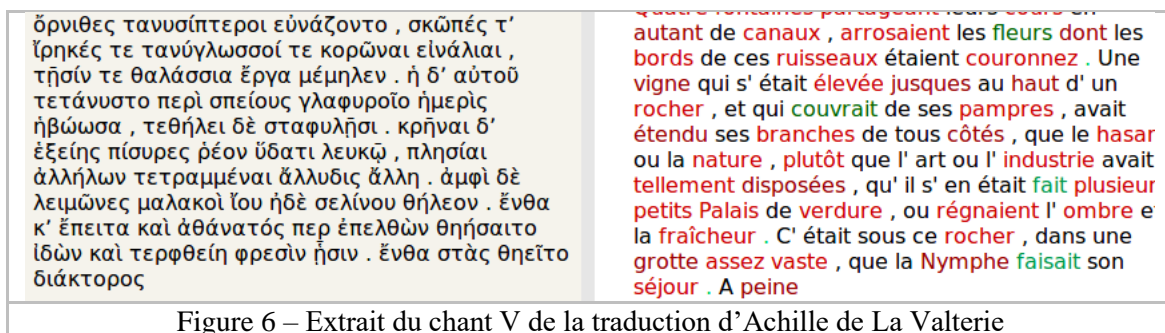 ὄρνιθες τανυσίπτεροι εὐνάζοντο , σκῶπές τ’
ἴρηκές τε τανύγλωσσοί τε κορῶναι εἰνάλιαι ,
τῇσίν τε θαλάσσια ἔργα μέμηλεν . ἡ δ’ αὐτοῦ
τετάνυστο περὶ σπείους γλαφυροῖο ἡμερὶς
ἡβώωσα , τεθήλει δὲ σταφυλῇσι . κρῆναι δ’
ἑξείης πίσυρες ῥέον ὕδατι λευκῷ , πλησίαι
ἀλλήλων τετραμμέναι ἄλλυδις ἄλλη . ἀμφὶ δὲ
λειμῶνες μαλακοὶ ἴου ἠδὲ σελίνου θήλεον . ἔνθα
κ’ ἔπειτα καὶ ἀθάνατός περ ἐπελθὼν θηήσαιτο
ἰδὼν καὶ τερφθείη φρεσὶν ᾗσιν . ἔνθα στὰς θηεῖτο
διάκτορος
Quatre fontaines partageant leurs cours en
autant de canaux , arrosaient les fleurs dont les
bords de ces ruisseaux étaient couronnez . Une
vigne qui s' était élevée jusques au haut d' un
rocher , et qui couvrait de ses pampres , avait
étendu ses branches de tous côtés , que le hasar
ou la nature , plutôt que l' art ou l' industrie avait
tellement disposées , qu' il s' en était fait plusieur
petits Palais de verdure , ou régnaient l' ombre e
la fraîcheur . C' était sous ce rocher , dans une
grotte assez vaste , que la Nymphe faisait son
séjour . A peine
Figure 6 – Extrait du chant V de la traduction d’Achille de La Valterie